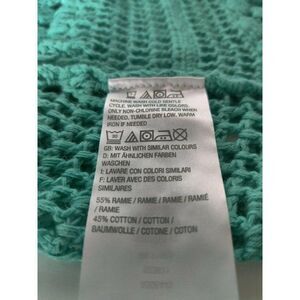 MACHINE WASH COLD GENTLE
CYCLE. WASH WITH LIKE COLORS.
ONLY NON-CHLORINE BLEACH WHEN
NEEDED, TUMBLE DRY LOW, WARM
IRON IF NEEDED
30
GB: WASH WITH SIMILAR COLOURS
D: MIT ÄHNLICHEN FARBEN
WASCHEN
I: LAVARE CON COLORI SIMILARI
F: LAVER AVEC DES COLORIS
SIMILAIRES
55% RAMIE / RAMIE / RAMIE / RAMIÉ
/ RAMIE
45% COTTON / COTTON /
BAUMWOLLE / COTONE / COTON